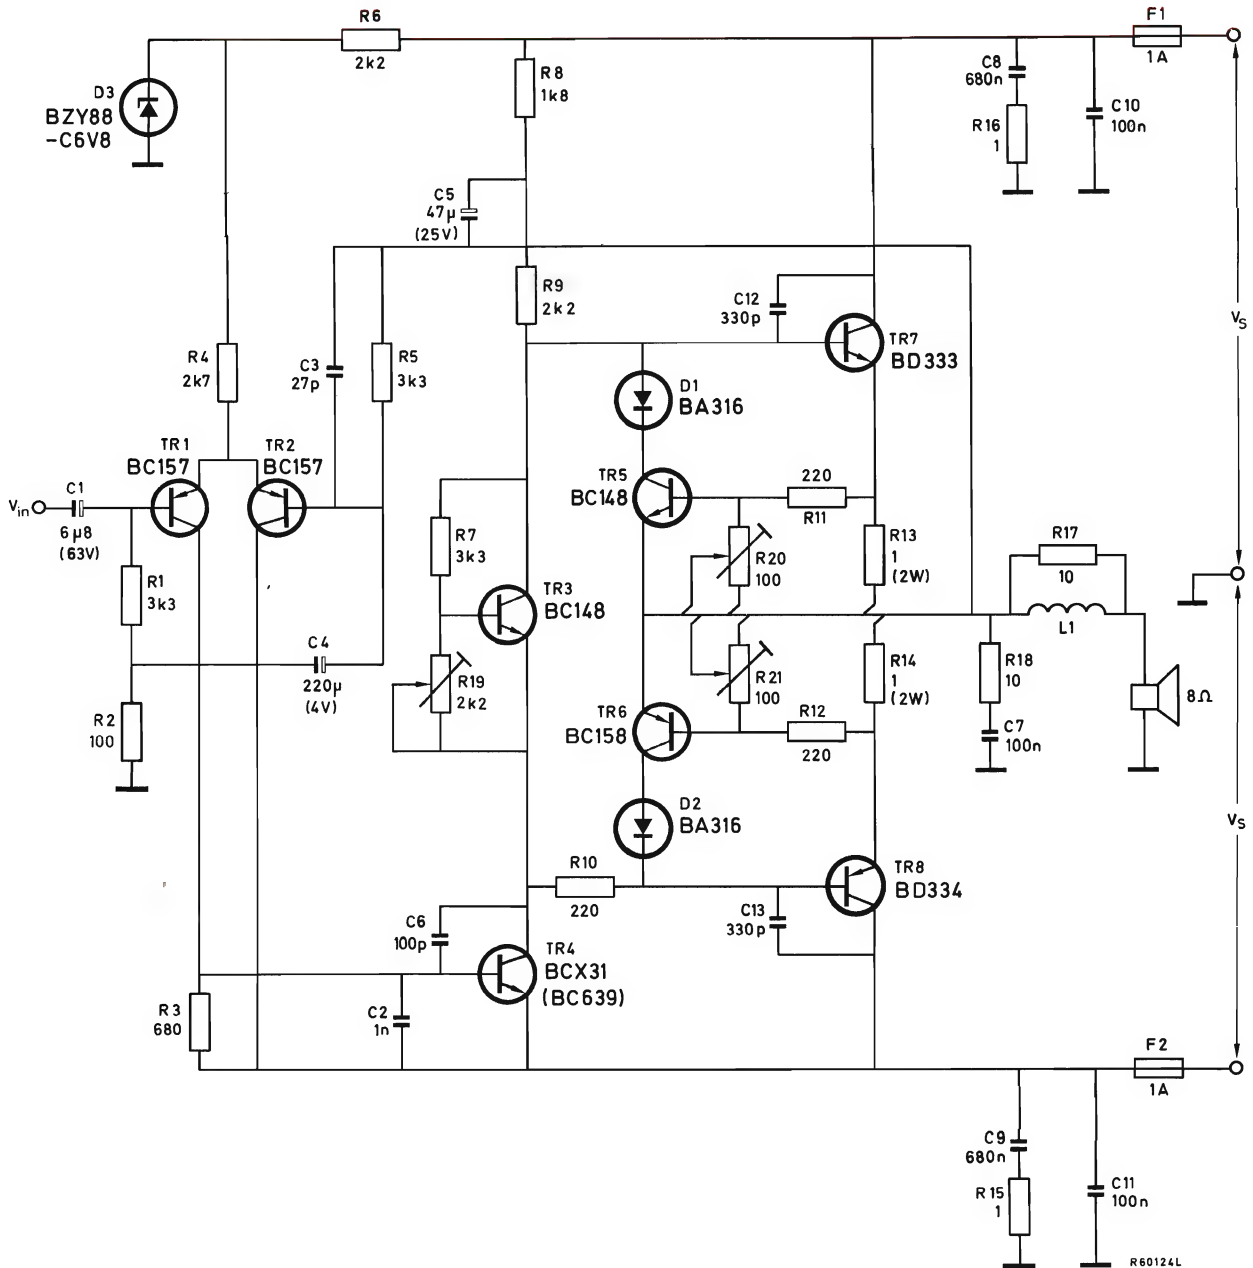 R6
2k2
F1
1A
D3
BZY88
-C6V8
R8
1k8
C8
680n
R16
1
C10
100n
C5
47µ
(25V)
R9
2k2
C12
330p
TR7
BD333
VS
R4
2k7
C3
27p
R5
3k3
D1
BA316
TR1
BC157
TR2
BC157
TR5
BC148
220
R11
C1
Vin
6µ8
(63V)
R7
3k3
R20
100
R13
1
(2W)
R17
10
R1
3k3
TR3
BC148
L1
C4
220µ
(4V)
R19
2k2
R21
100
R14
1
(2W)
R18
10
8Ω
R2
100
TR6
BC158
R12
220
C7
100n
D2
BA316
VS
R10
220
TR8
BD334
C6
100p
C13
330p
TR4
BCX31
(BC639)
R3
680
C2
1n
F2
1A
C9
680n
R15
1
C11
100n
R60124L